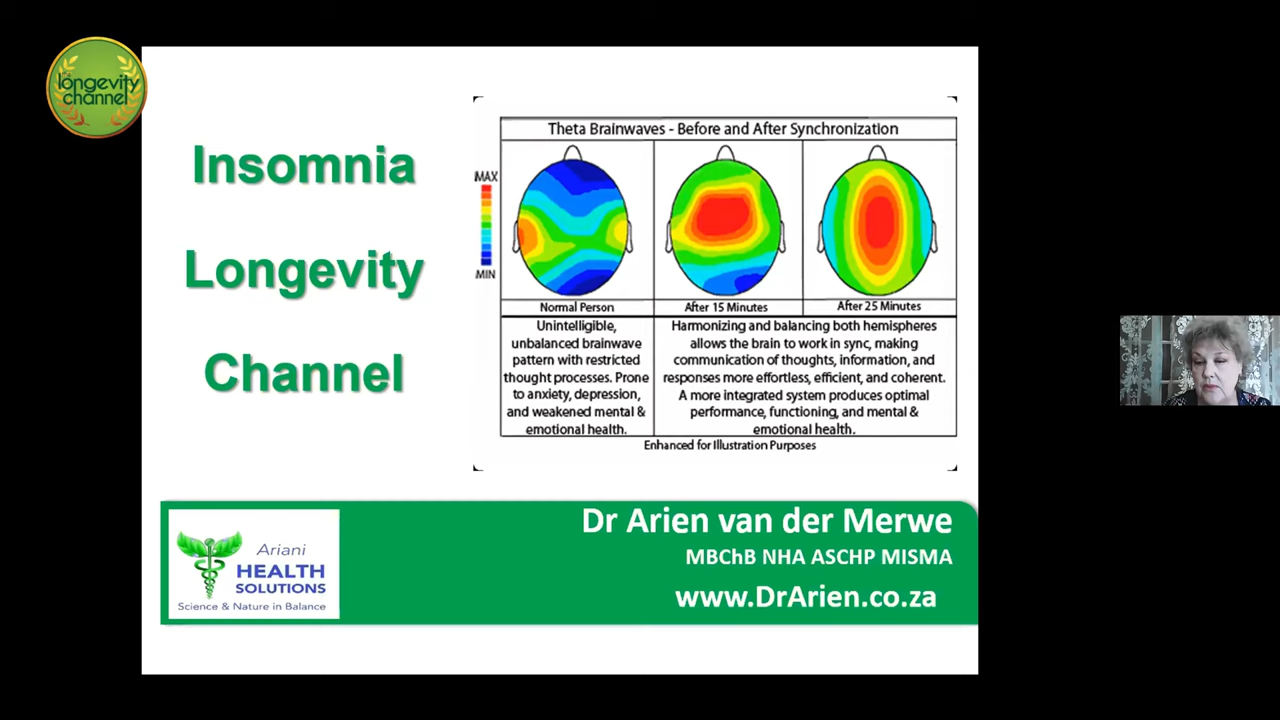 the
longevity
channel
Insomnia
Longevity
Channel
Theta Brainwaves - Before and After Synchronization
MAX
MIN
Normal Person
After 15 Minutes
After 25 Minutes
Unintelligible,
unbalanced brainwave
pattern with restricted
thought processes. Prone
to anxiety, depression,
and weakened mental &
emotional health.
Harmonizing and balancing both hemispheres
allows the brain to work in sync, making
communication of thoughts, information, and
responses more effortless, efficient, and coherent.
A more integrated system produces optimal
performance, functioning, and mental &
emotional health.
Enhanced for Illustration Purposes
Ariani
HEALTH
SOLUTIONS
Science & Nature in Balance
Dr Arien van der Merwe
MBChB NHA ASCHP MISMA
www.DrArien.co.za